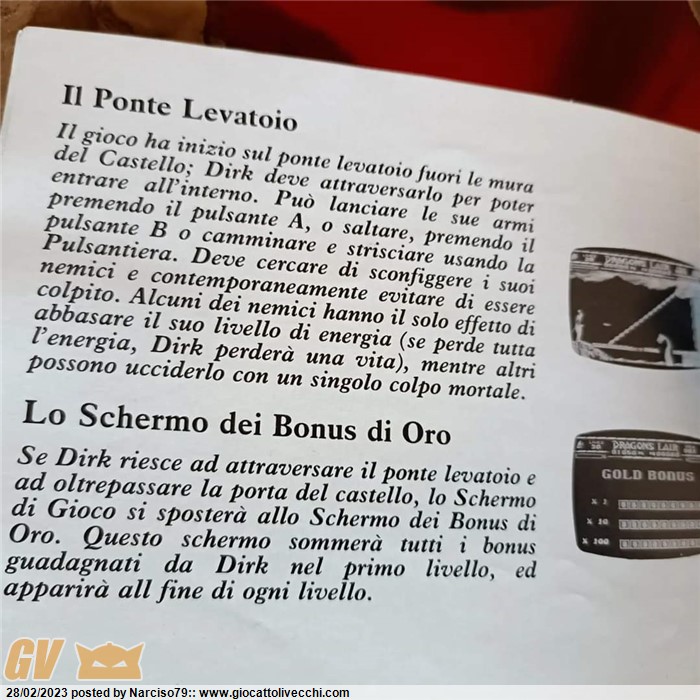 Il Ponte Levatoio
Il gioco ha inizio sul ponte levatoio fuori le mura
del Castello; Dirk deve attraversarlo per poter
entrare all'interno. Può lanciare le sue armi
premendo il pulsante A, o saltare, premendo il
pulsante B o camminare e strisciare usando la
Pulsantiera. Deve cercare di sconfiggere i suoi
nemici e contemporaneamente evitare di essere
colpito. Alcuni dei nemici hanno il solo effetto di
abbasare il suo livello di energia (se perde tutta
l'energia, Dirk perderà una vita), mentre altri
possono ucciderlo con un singolo colpo mortale.
DRAGONS LAIR
Lo Schermo dei Bonus di Oro
Se Dirk riesce ad attraversare il ponte levatoio e
ad oltrepassare la porta del castello, lo Schermo
di Gioco si sposterà allo Schermo dei Bonus di
Oro. Questo schermo sommerà tutti i bonus
guadagnati da Dirk nel primo livello, ed
apparirà all fine di ogni livello.
DRAGONS LAIR
GOLD BONUS
X 1
X 10
X 100
GV
28/02/2023 posted by Narciso79:: www.giocattolivecchi.com